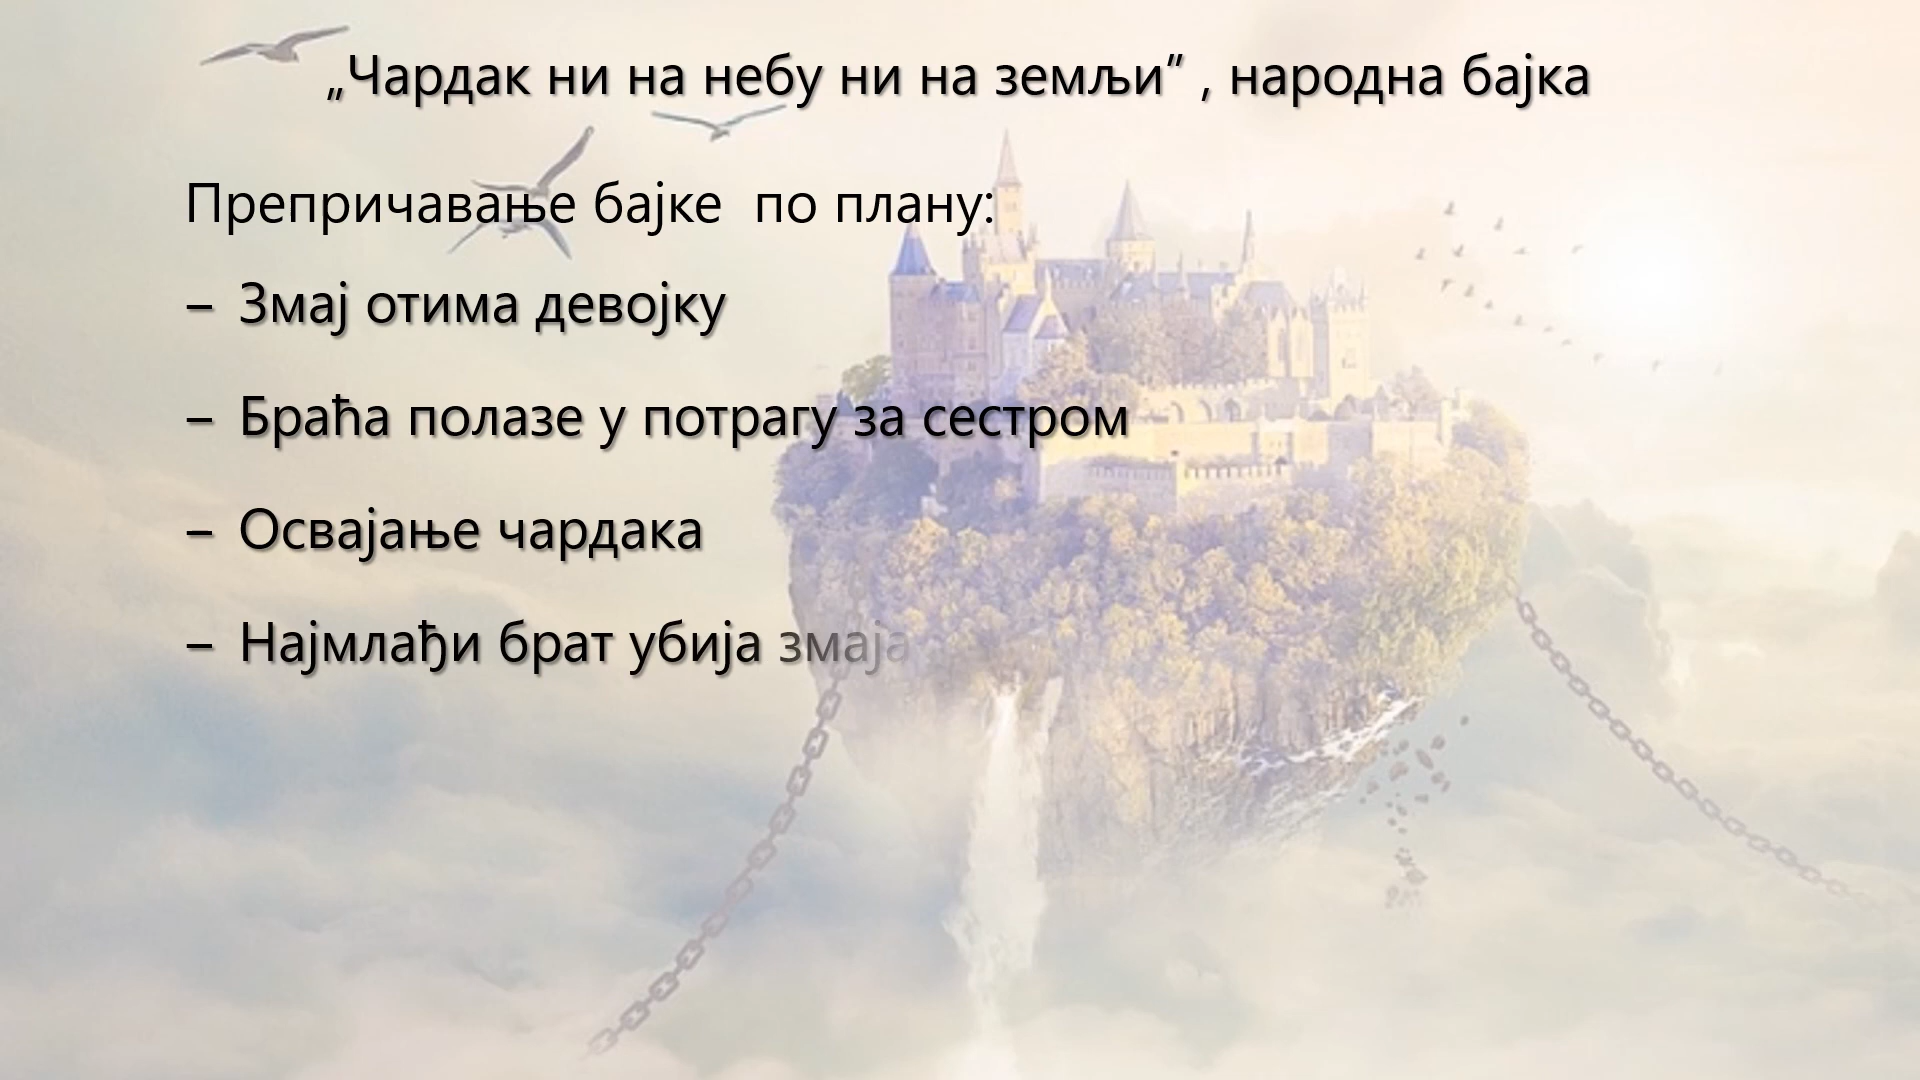 „Чардак ни на небу ни на земљи” , народна бајка
Препричавање бајке по плану:
– Змај отима девојку
– Браћа полазе у потрагу за сестром
– Освајање чардака
– Најмлађи брат убија змаја